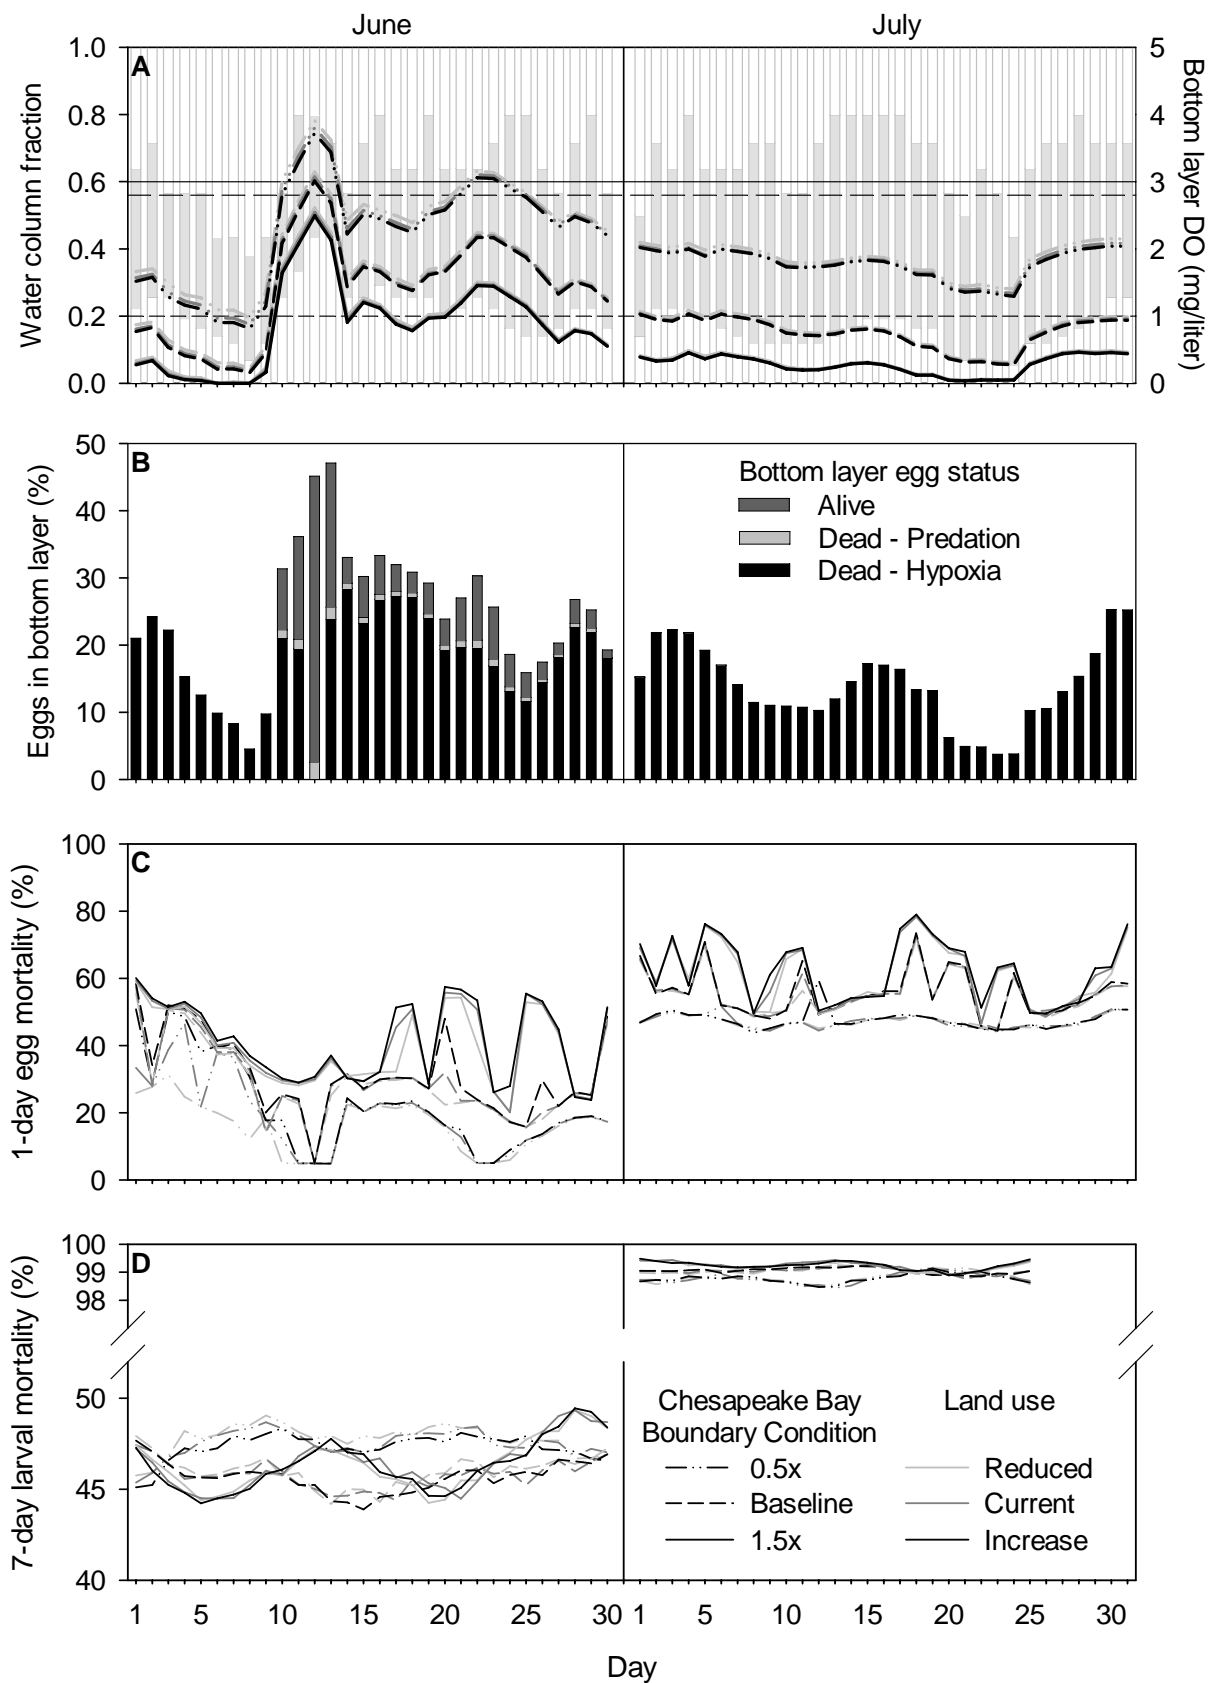 June July
A
1.0
0.8
0.6
0.4
0.2
0.0
Water column fraction
5
4
3
2
1
0
Bottom layer DO (mg/liter)
B
50
40
30
20
10
0
Eggs in bottom layer (%)
Bottom layer egg status
Alive
Dead - Predation
Dead - Hypoxia
C
100
80
60
40
20
0
1-day egg mortality (%)
D
100
99
98
50
45
40
7-day larval mortality (%)
Chesapeake Bay Land use
Boundary Condition
0.5x Reduced
Baseline Current
1.5x Increase
1 5 10 15 20 25 30 1 5 10 15 20 25 30
Day